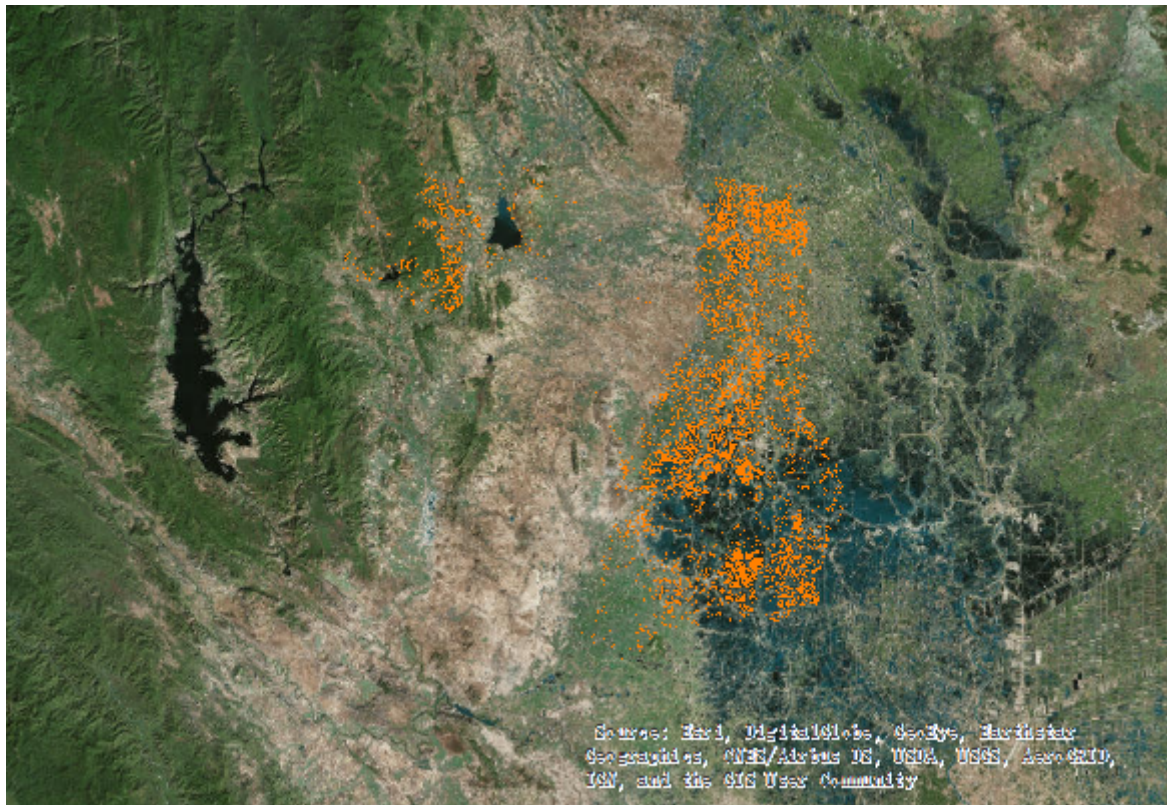 Source: Esri, DigitalGlobe, GeoEye, Earthstar
Geographics, CNES/Airbus DS, USDA, USGS, AeroGRID,
IGN, and the GIS User Community